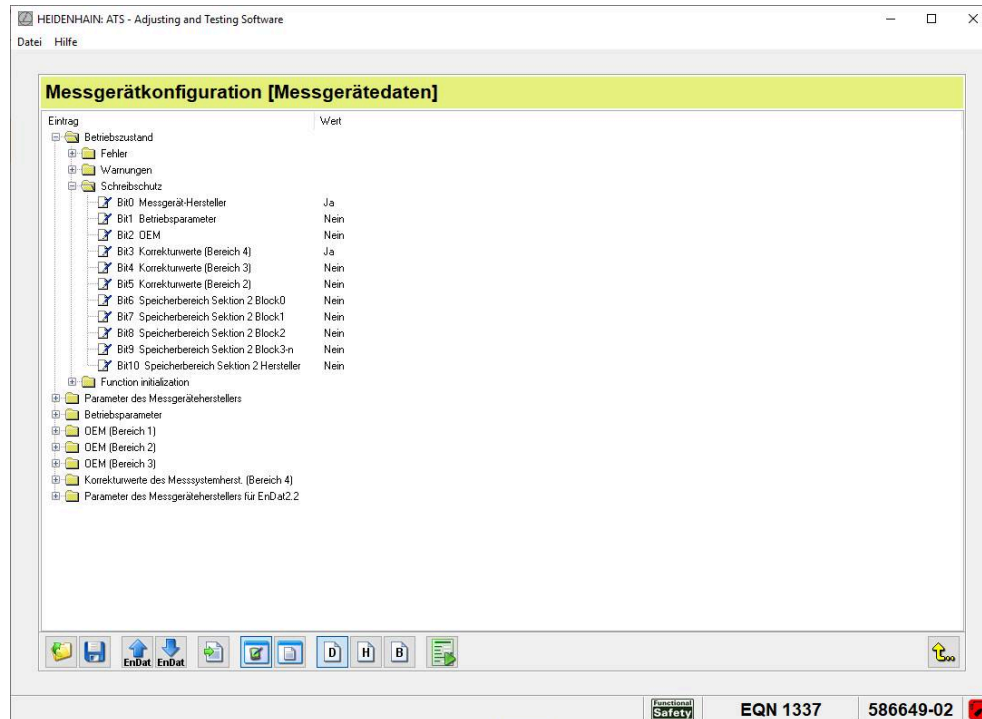 HEIDENHAIN: ATS - Adjusting and Testing Software
Datei Hilfe
Messgerätkonfiguration [Messgerätedaten]
Eintrag Wert
Betriebszustand
Fehler
Warnungen
Schreibschutz
Bit0 Messgerät-Hersteller Ja
Bit1 Betriebsparameter Nein
Bit2 OEM Nein
Bit3 Korrekturwerte (Bereich 4) Ja
Bit4 Korrekturwerte (Bereich 3) Nein
Bit5 Korrekturwerte (Bereich 2) Nein
Bit6 Speicherbereich Sektion 2 Block0 Nein
Bit7 Speicherbereich Sektion 2 Block1 Nein
Bit8 Speicherbereich Sektion 2 Block2 Nein
Bit9 Speicherbereich Sektion 2 Block3-n Nein
Bit10 Speicherbereich Sektion 2 Hersteller Nein
Function initialization
Parameter des Messgeräteherstellers
Betriebsparameter
OEM (Bereich 1)
OEM (Bereich 2)
OEM (Bereich 3)
Korrekturwerte des Messsystemherst. (Bereich 4)
Parameter des Messgeräteherstellers für EnDat2.2
EnDat EnDat D H B
Functional Safety EQN 1337 586649-02